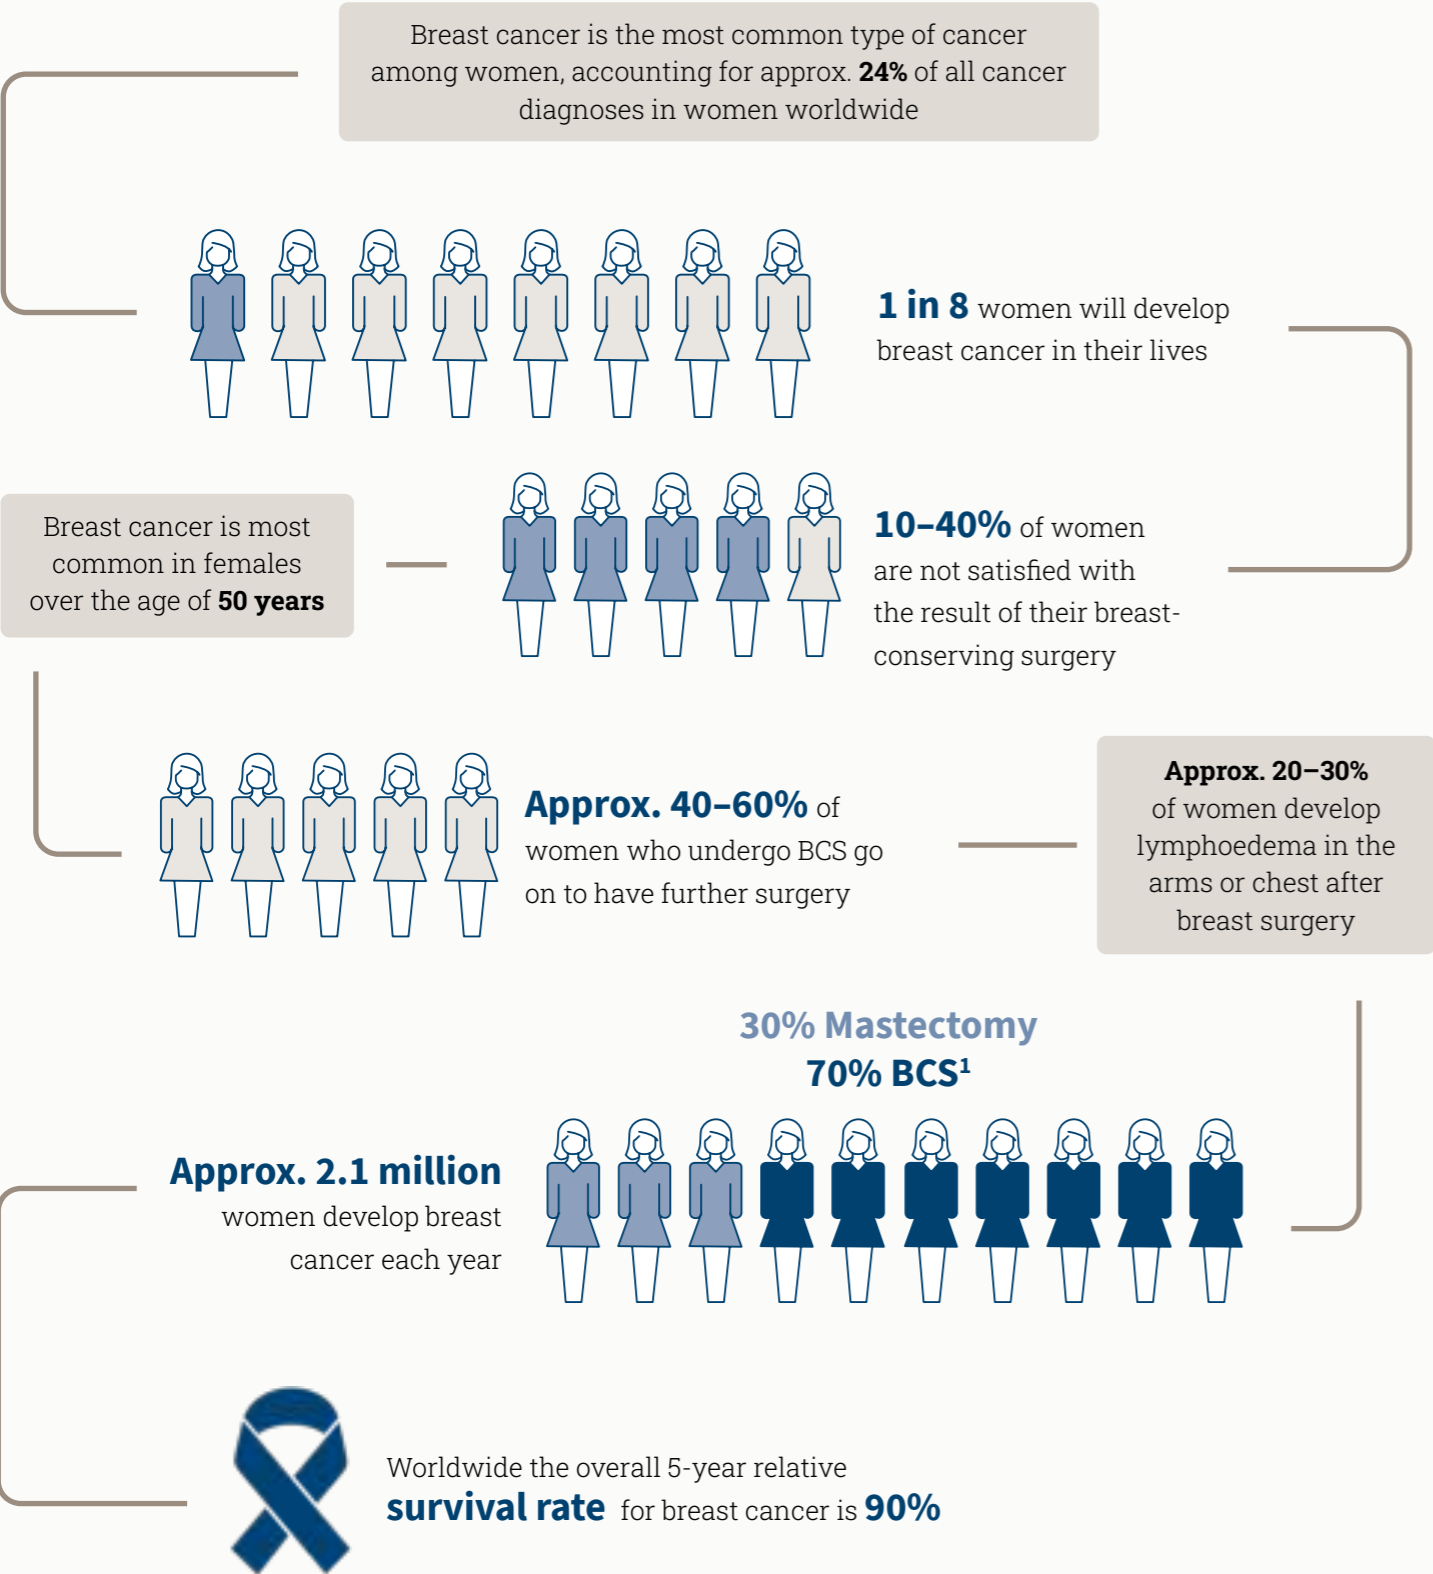 Breast cancer is the most common type of cancer
among women, accounting for approx. 24% of all cancer
diagnoses in women worldwide
1 in 8 women will develop
breast cancer in their lives
Breast cancer is most
common in females
over the age of 50 years
10–40% of women
are not satisfied with
the result of their breast-
conserving surgery
Approx. 40–60% of
women who undergo BCS go
on to have further surgery
Approx. 20–30%
of women develop
lymphoedema in the
arms or chest after
breast surgery
30% Mastectomy
70% BCS¹
Approx. 2.1 million
women develop breast
cancer each year
Worldwide the overall 5-year relative
survival rate for breast cancer is 90%